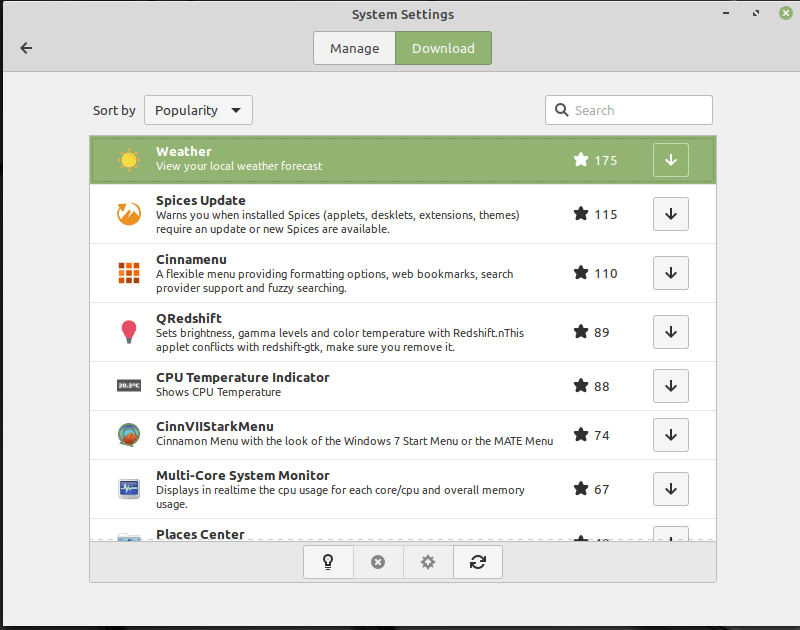 System Settings
Manage
Download
Sort by
Popularity
Search
Weather
View your local weather forecast
175
Spices Update
Warns you when installed Spices (applets, desklets, extensions, themes)
require an update or new Spices are available.
115
Cinnamenu
A flexible menu providing formatting options, web bookmarks, search
provider support and fuzzy searching.
110
QRedshift
Sets brightness, gamma levels and color temperature with Redshift.nThis
applet conflicts with redshift-gtk, make sure you remove it.
89
20.2°C
CPU Temperature Indicator
Shows CPU Temperature
88
CinnVIIStarkMenu
Cinnamon Menu with the look of the Windows 7 Start Menu or the MATE Menu
74
Multi-Core System Monitor
Displays in realtime the cpu usage for each core/cpu and overall memory
usage.
67
Places Center